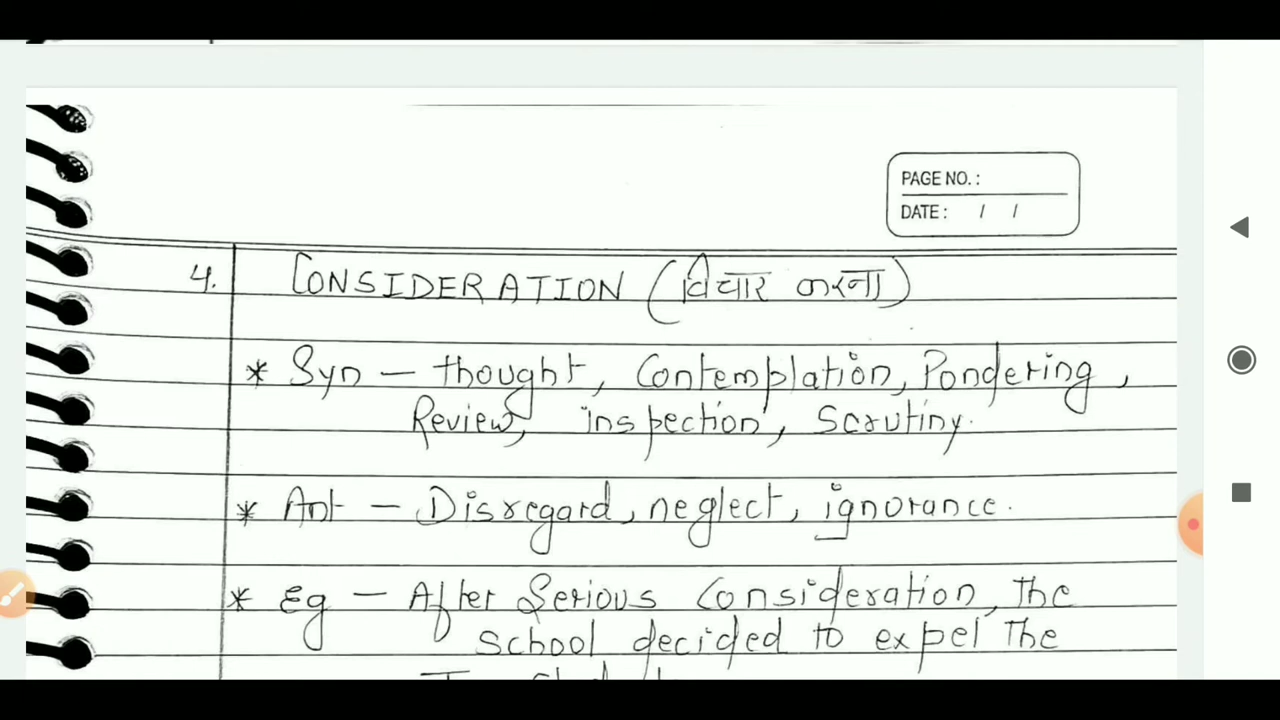 PAGE NO. :
DATE : / /
4. CONSIDERATION (विचार करना)
* Syn – thought, Contemplation, Pondering,
Review, inspection, Scrutiny.
* Ant – Disregard, neglect, ignorance.
* Eg – After Serious Consideration, The
School decided to expel The